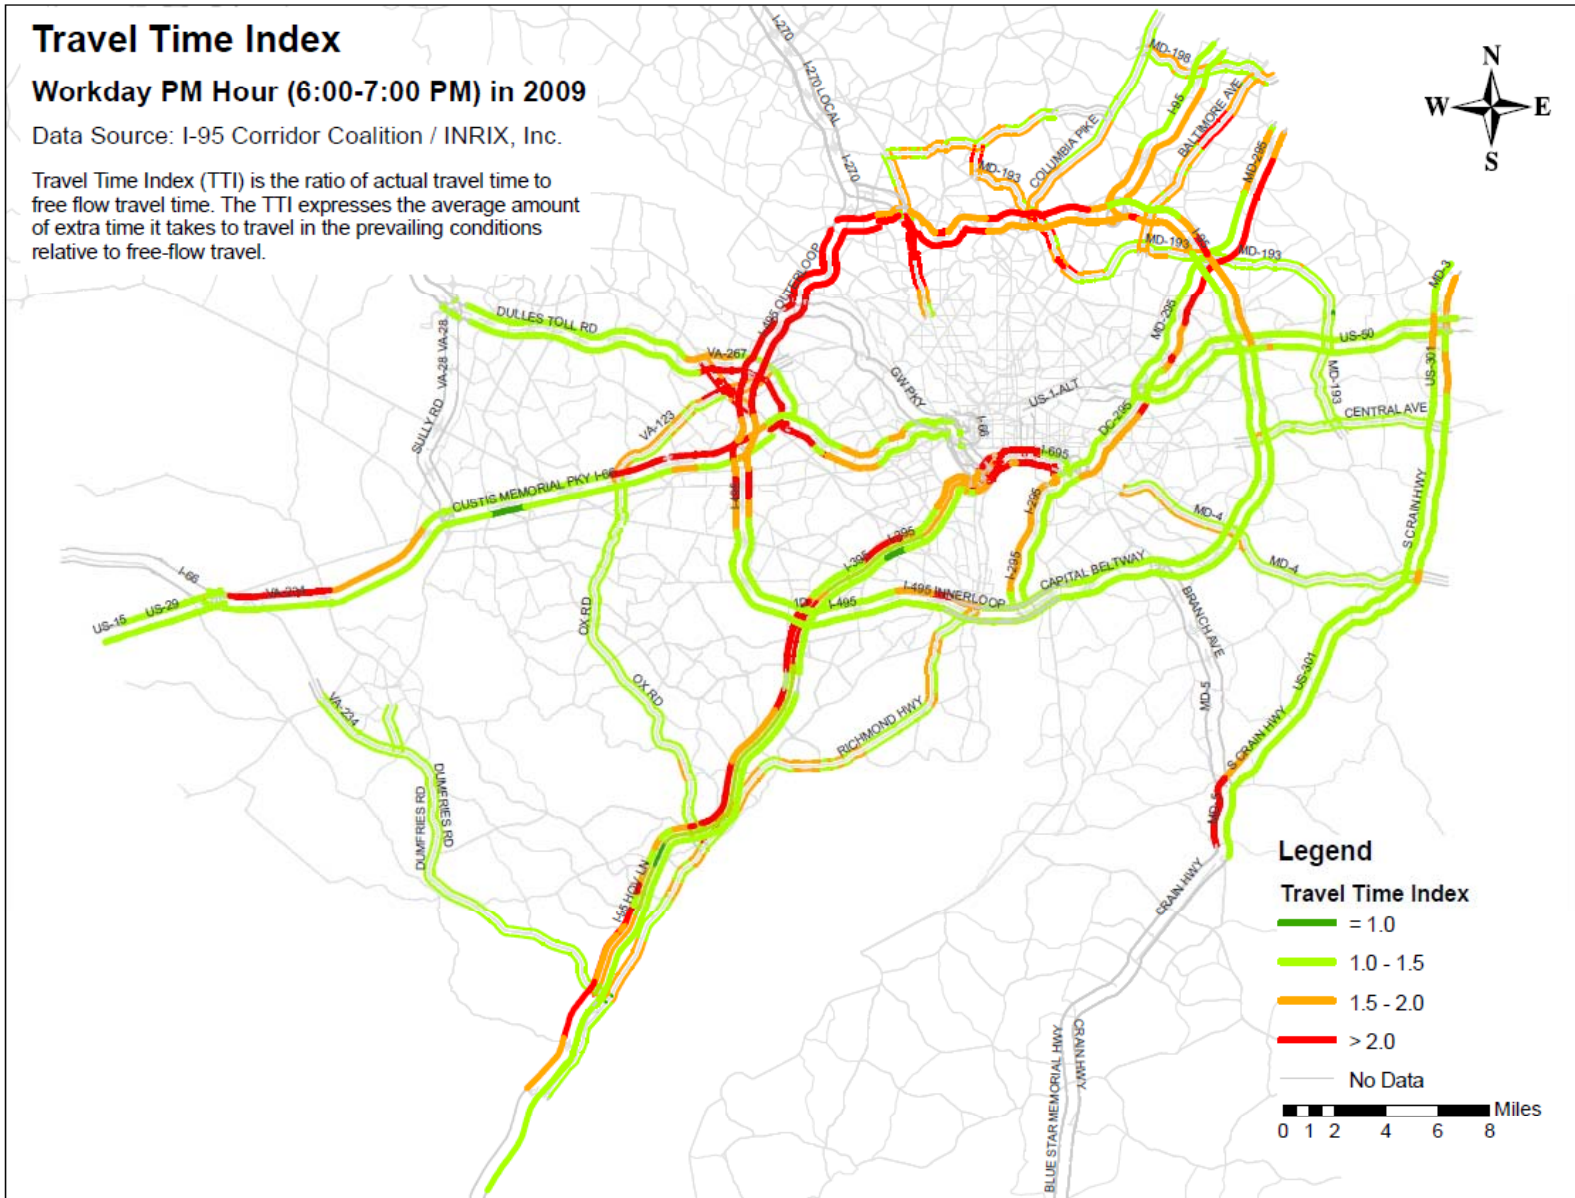 Travel Time Index
Workday PM Hour (6:00-7:00 PM) in 2009
Data Source: I-95 Corridor Coalition / INRIX, Inc.
Travel Time Index (TTI) is the ratio of actual travel time to
free flow travel time. The TTI expresses the average amount
of extra time it takes to travel in the prevailing conditions
relative to free-flow travel.
N
W
E
S
I-270
I-270 LOCAL
I-270
MD-198
I-95
BALTIMORE AVE
COLUMBIA PIKE
MD-193
MD-295
I-95
MD-193
MD-193
MD-3
I-495 OUTERLOOP
DULLES TOLL RD
VA-28
VA-28
VA-267
MD-295
US-50
US-301
GW PKY
US-1-ALT
MD-193
SULLY RD
VA-123
I-66
DC-295
CENTRAL AVE
I-695
CUSTIS MEMORIAL PKY
I-66
I-495
I-295
MD-4
S CRAIN HWY
I-395
I-395
I-66
VA-234
US-29
US-15
I-295
CAPITAL BELTWAY
MD-4
I-495
I-495 INNERLOOP
OX RD
BRANCH AVE
US-301
OX RD
VA-234
RICHMOND HWY
MD-5
S CRAIN HWY
DUMFRIES RD
DUMFRIES RD
MD-5
I-95 HOV LN
CRAIN HWY
CRAIN HWY
BLUE STAR MEMORIAL HWY
Legend
Travel Time Index
= 1.0
1.0 - 1.5
1.5 - 2.0
> 2.0
No Data
Miles
0 1 2 4 6 8